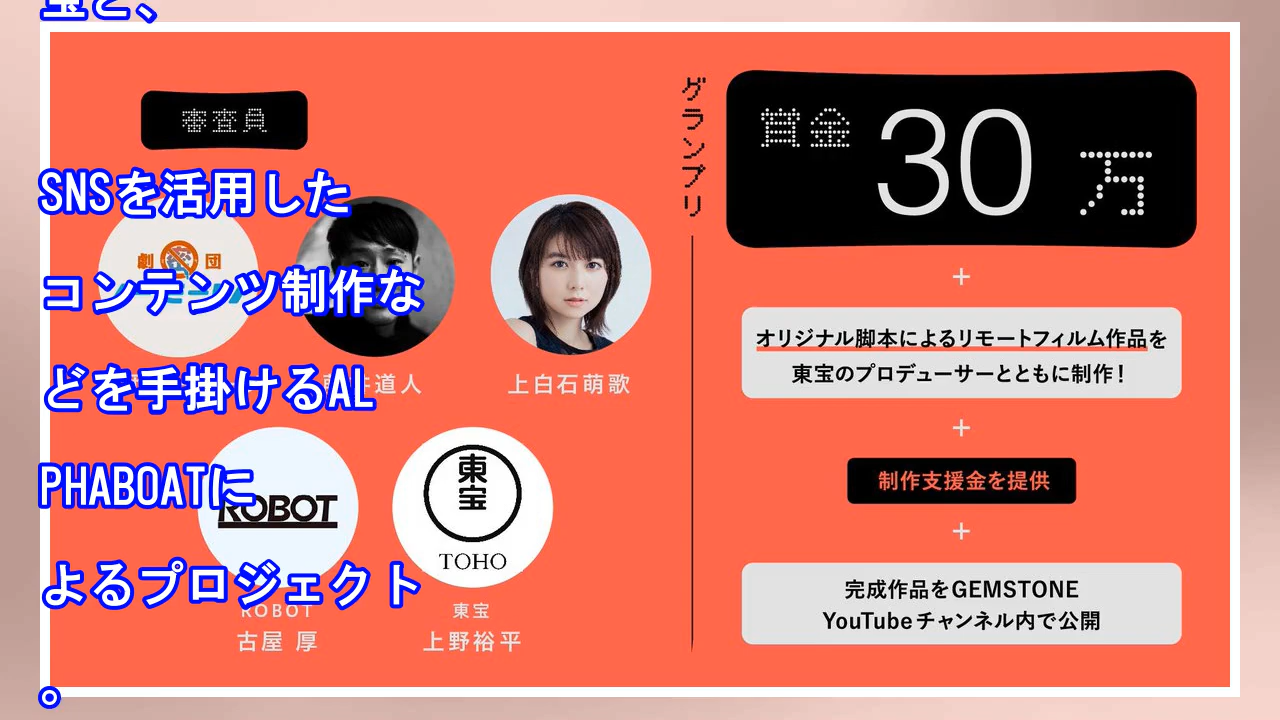 宝と、
SNSを活用した
コンテンツ制作な
どを手掛けるAL
PHABOATに
よるプロジェクト
。
審査員
劇 団
道人
上白石萌歌
ROBOT
ROBOT
古屋 厚
東宝
TOHO
東宝
上野裕平
グランプリ
賞金 30 万
+
オリジナル脚本によるリモートフィルム作品を
東宝のプロデューサーとともに制作!
+
制作支援金を提供
+
完成作品をGEMSTONE
YouTubeチャンネル内で公開